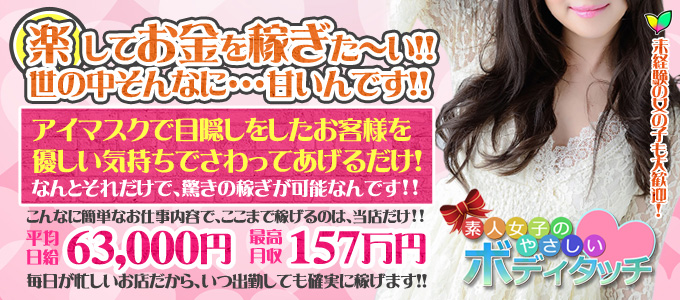 楽してお金を稼ぎた～い!!
世の中そんなに…甘いんです!!
アイマスクで目隠しをしたお客様を
優しい気持ちでさわってあげるだけ!
なんとそれだけで、驚きの稼ぎが可能なんです!!
こんなに簡単なお仕事内容で、ここまで稼げるのは、当店だけ!!
平均日給 63,000円 最高月収 157万円
毎日が忙しいお店だから、いつ出勤しても確実に稼げます!!
未経験の女の子も大歓迎!
素人女子の
やさしい
ボディタッチ